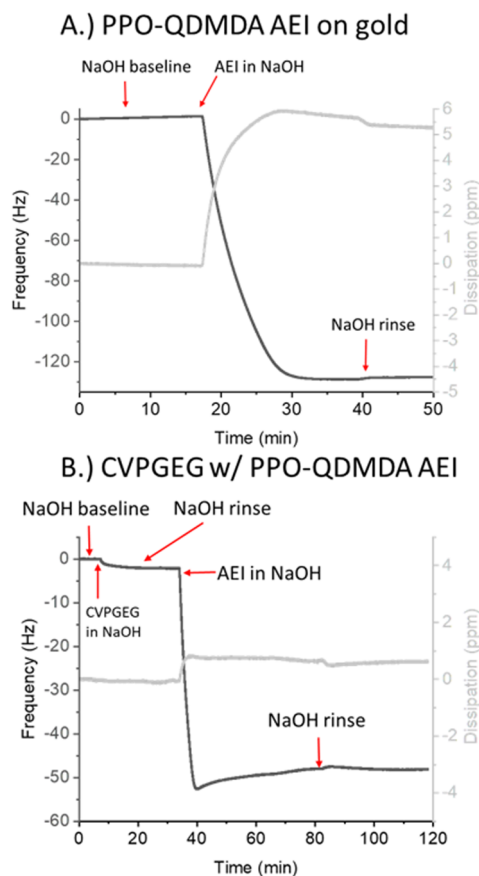 A.) PPO-QDMDA AEI on gold
NaOH baseline AEI in NaOH
0
-20
-40
-60
-80
-100
-120
Frequency (Hz)
6
5
4
3
2
1
0
-1
-2
-3
-4
-5
Dissipation (ppm)
NaOH rinse
0 10 20 30 40 50
Time (min)
B.) CVPGEG w/ PPO-QDMDA AEI
NaOH baseline NaOH rinse
AEI in NaOH
CVPGEG
in NaOH
0
-10
-20
-30
-40
-50
-60
Frequency (Hz)
4
2
0
-2
-4
Dissipation (ppm)
NaOH rinse
0 20 40 60 80 100 120
Time (min)